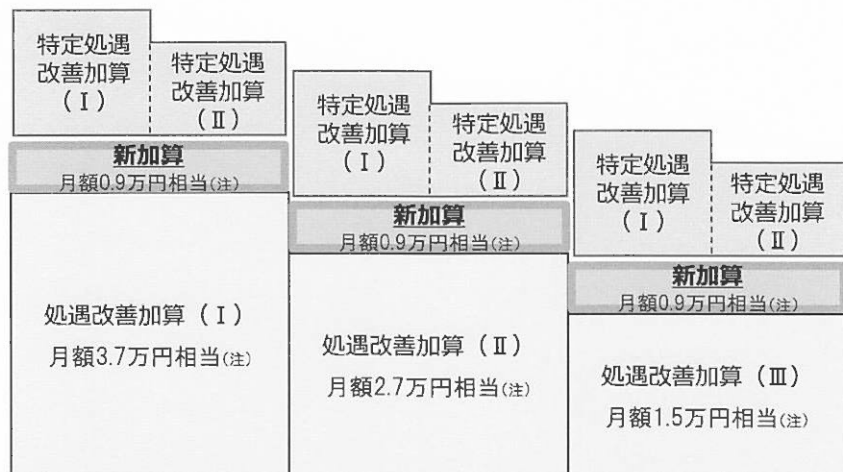 特定処遇
改善加算
(Ⅰ)
特定処遇
改善加算
(Ⅱ)
新加算
月額0.9万円相当(注)
処遇改善加算(Ⅰ)
月額3.7万円相当(注)
特定処遇
改善加算
(Ⅰ)
特定処遇
改善加算
(Ⅱ)
新加算
月額0.9万円相当(注)
処遇改善加算(Ⅱ)
月額2.7万円相当(注)
特定処遇
改善加算
(Ⅰ)
特定処遇
改善加算
(Ⅱ)
新加算
月額0.9万円相当(注)
処遇改善加算(Ⅲ)
月額1.5万円相当(注)